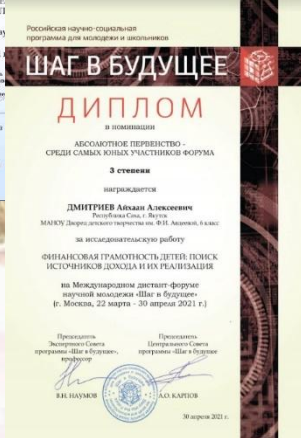 Российская научно-социальная
программа для молодежи и школьников
ШАГ В БУДУЩЕЕ
ДИПЛОМ
в номинации
АБСОЛЮТНОЕ ПЕРВЕНСТВО -
СРЕДИ САМЫХ ЮНЫХ УЧАСТНИКОВ ФОРУМА
3 степени
награждается
ДМИТРИЕВ Айхаан Алексеевич
Республика Саха, г. Якутск
МАНОУ Дворец детского творчества им. Ф.И. Авдеевой, 6 класс
за исследовательскую работу
ФИНАНСОВАЯ ГРАМОТНОСТЬ ДЕТЕЙ: ПОИСК
ИСТОЧНИКОВ ДОХОДА И ИХ РЕАЛИЗАЦИЯ
на Международном дистант-форуме
научной молодежи «Шаг в будущее»
(г. Москва, 22 марта - 30 апреля 2021 г.)
Председатель
Экспертного Совета
программы «Шаг в будущее»,
профессор
Председатель
Центрального Совета
программы «Шаг в будущее»
В.Н. НАУМОВ
А.О. КАРПОВ
30 апреля 2021 г.